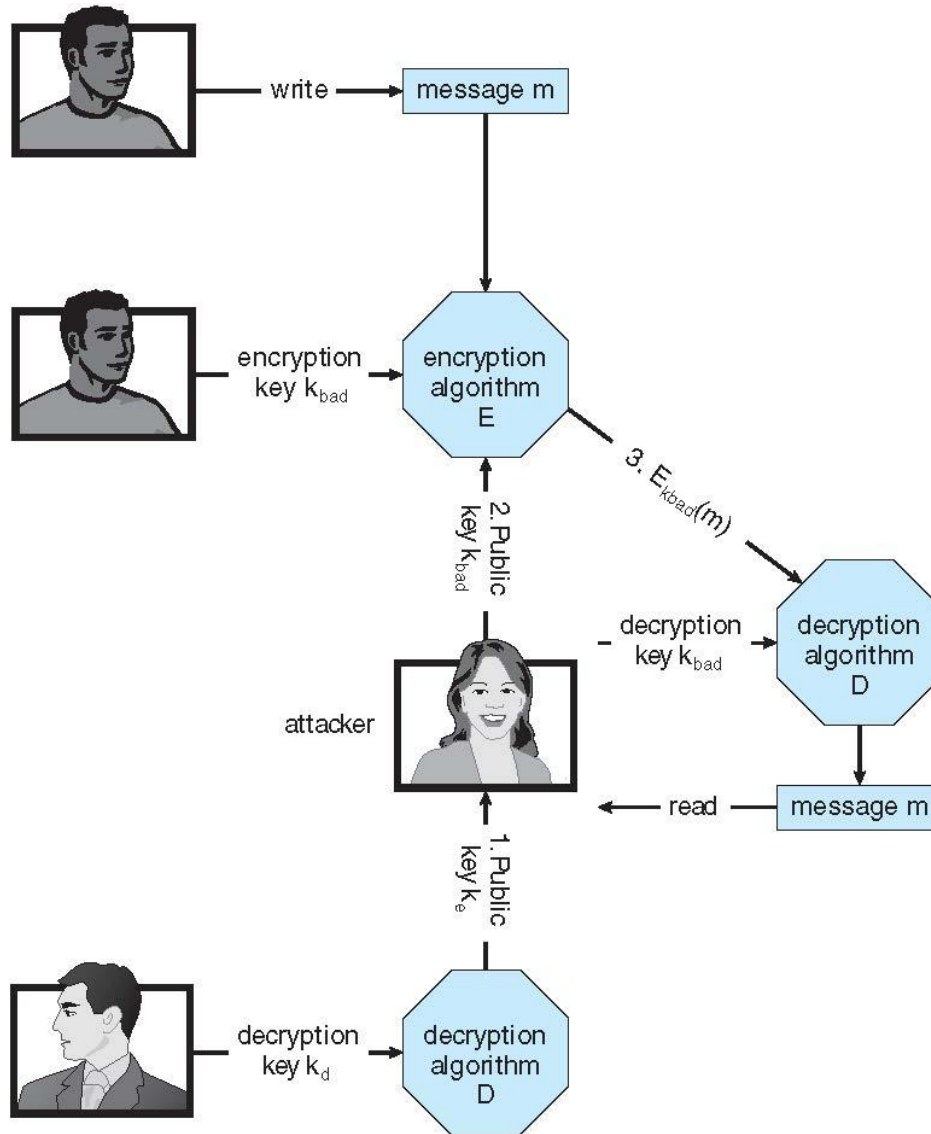 write
message m
encryption
key k_bad
encryption
algorithm
E
3. E_kbad(m)
2. Public
key k_bad
decryption
key k_bad
decryption
algorithm
D
attacker
read
message m
1. Public
key k_e
decryption
key k_d
decryption
algorithm
D